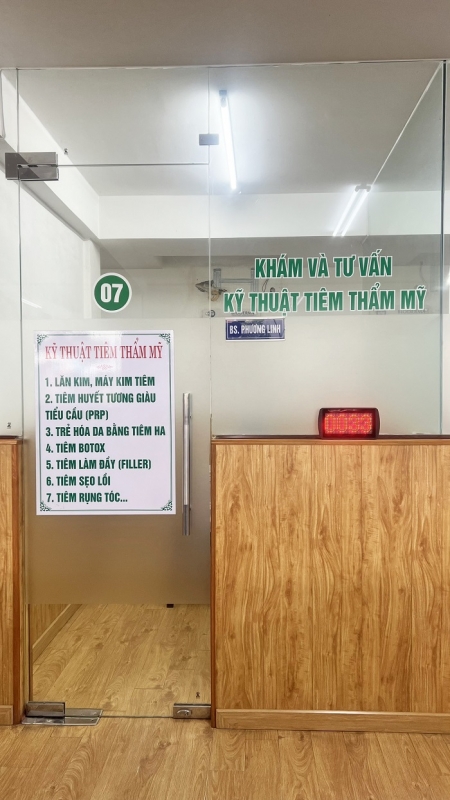 KHÁM VÀ TƯ VẤN
KỸ THUẬT TIÊM THẨM MỸ
BS. PHƯƠNG LINH
07
KỸ THUẬT TIÊM THẨM MỸ
1. LĂN KIM, MÁY KIM TIÊM
2. TIÊM HUYẾT TƯƠNG GIÀU
TIỂU CẦU (PRP)
3. TRẺ HÓA DA BẰNG TIÊM HA
4. TIÊM BOTOX
5. TIÊM LÀM ĐẦY (FILLER)
6. TIÊM SẸO LỒI
7. TIÊM RỤNG TÓC...